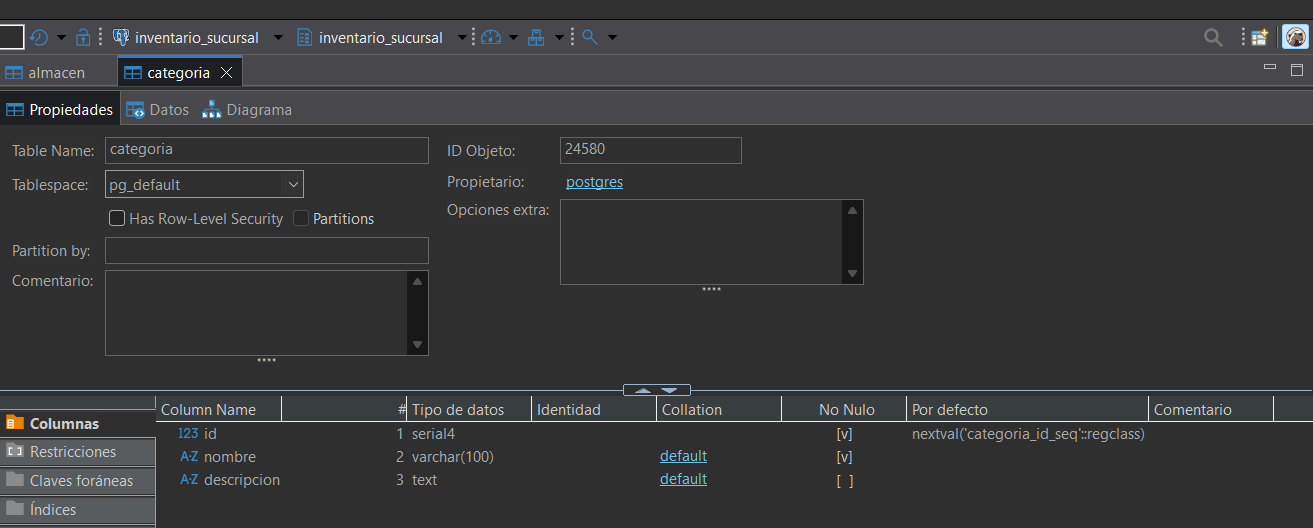 inventario_sucursal inventario_sucursal
almacen categoria
Propiedades Datos Diagrama
Table Name: categoria ID Objeto: 24580
Tablespace: pg_default Propietario: postgres
Has Row-Level Security Partitions Opciones extra:
Partition by:
Comentario:
Column Name # Tipo de datos Identidad Collation No Nulo Por defecto Comentario
Columnas
123 id 1 serial4 [v] nextval('categoria_id_seq'::regclass)
Restricciones
A-Z nombre 2 varchar(100) default [v]
Claves foráneas
A-Z descripcion 3 text default [ ]
Índices